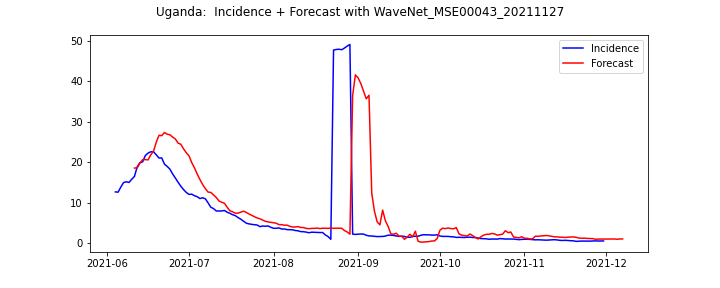 Uganda:  Incidence + Forecast with WaveNet_MSE00043_20211127
Incidence
Forecast
50
40
30
20
10
0
2021-06 2021-07 2021-08 2021-09 2021-10 2021-11 2021-12